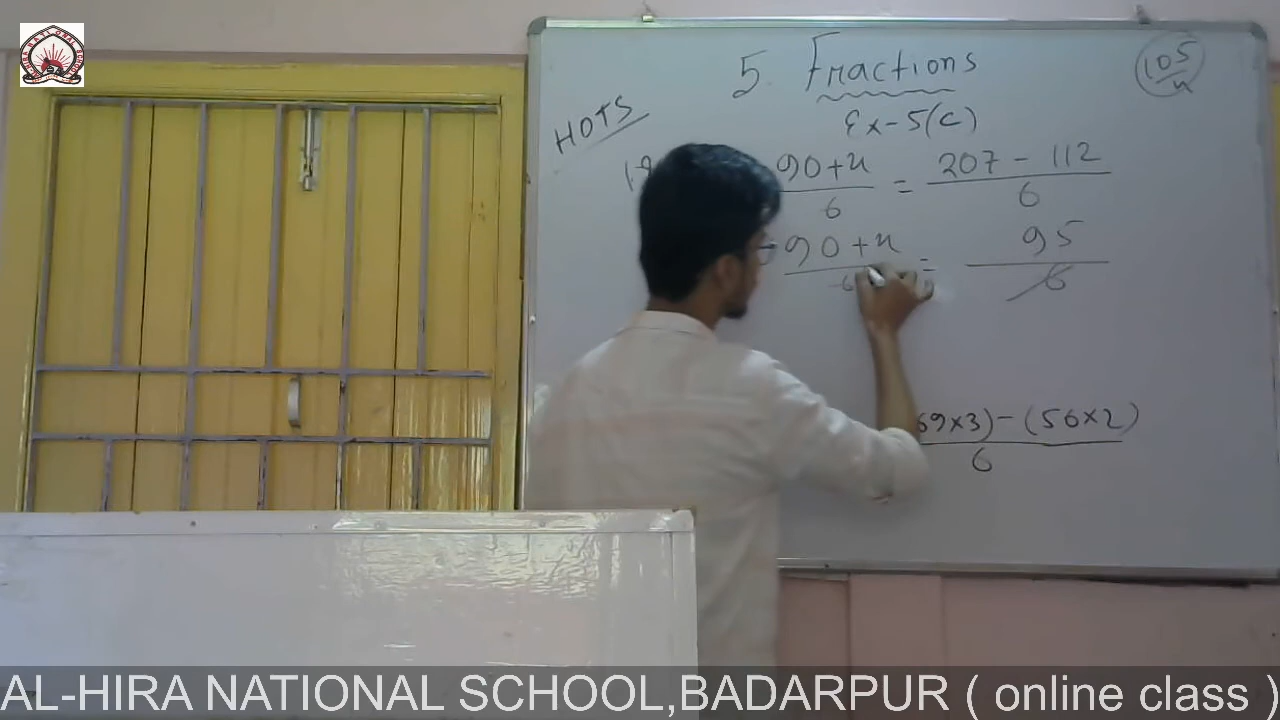 5 Fractions
105/x
HOTS
Ex-5(C)
90+x/6 = 207 - 112/6
90+x/6 = 95/6
69×3) - (56×2)/6
AL-HIRA NATIONAL SCHOOL,BADARPUR ( online class )